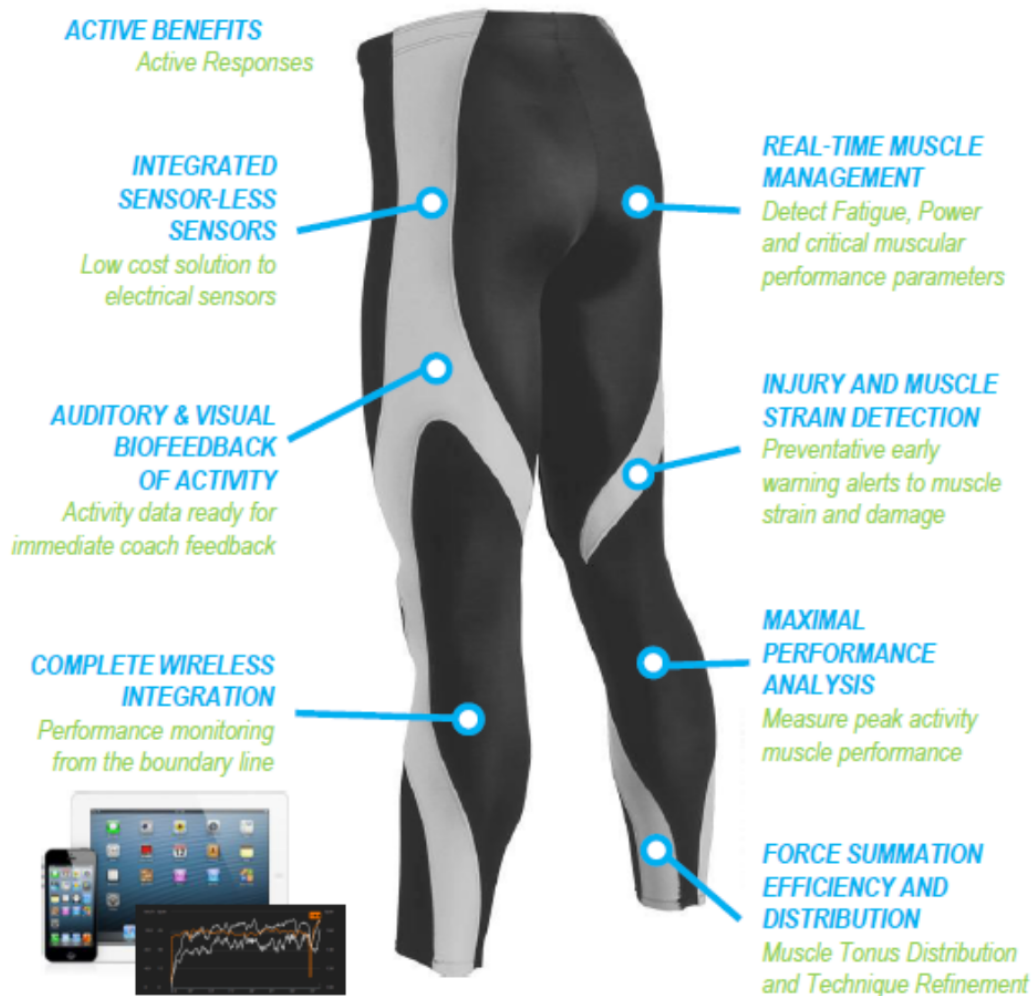 ACTIVE BENEFITS
Active Responses
INTEGRATED
SENSOR-LESS
SENSORS
Low cost solution to
electrical sensors
AUDITORY & VISUAL
BIOFEEDBACK
OF ACTIVITY
Activity data ready for
immediate coach feedback
COMPLETE WIRELESS
INTEGRATION
Performance monitoring
from the boundary line
REAL-TIME MUSCLE
MANAGEMENT
Detect Fatigue, Power
and critical muscular
performance parameters
INJURY AND MUSCLE
STRAIN DETECTION
Preventative early
warning alerts to muscle
strain and damage
MAXIMAL
PERFORMANCE
ANALYSIS
Measure peak activity
muscle performance
FORCE SUMMATION
EFFICIENCY AND
DISTRIBUTION
Muscle Tonus Distribution
and Technique Refinement